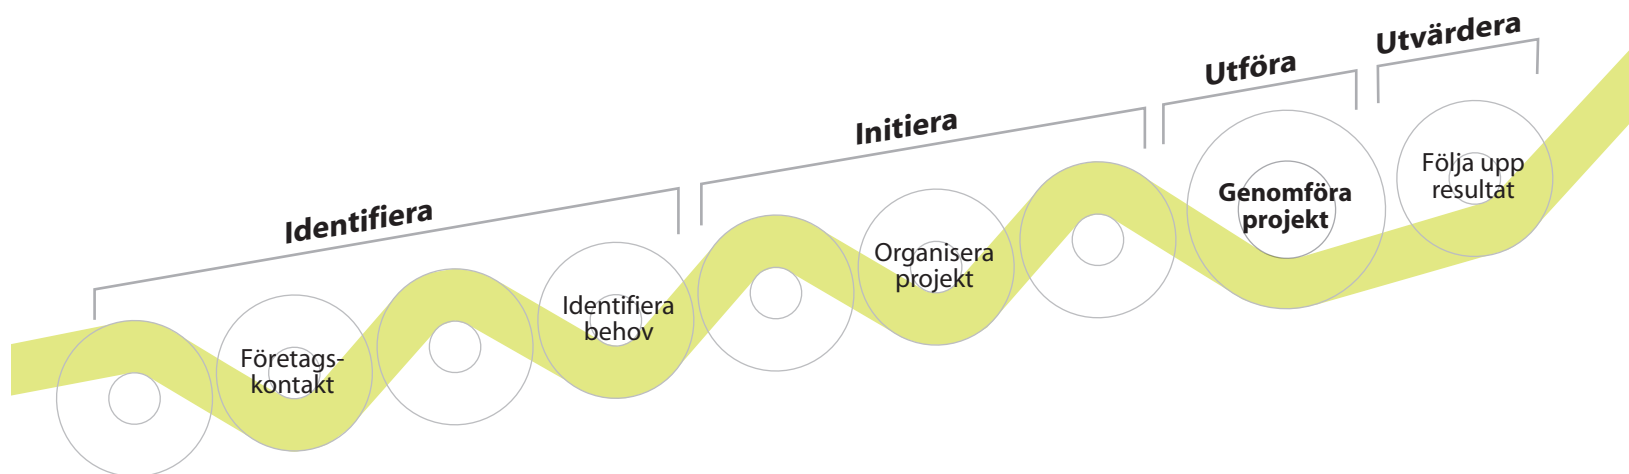 Identifiera
Initiera
Utföra
Utvärdera
Företags-
kontakt
Identifiera
behov
Organisera
projekt
Genomföra
projekt
Följa upp
resultat